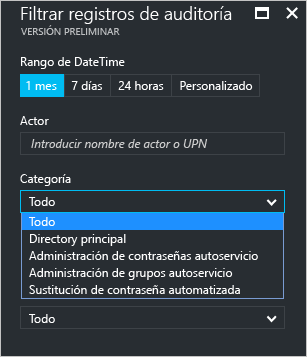 Filtrar registros de auditoría
VERSIÓN PRELIMINAR
Rango de DateTime
1 mes 7 días 24 horas Personalizado
Actor
Introducir nombre de actor o UPN
Categoría
Todo
Todo
Directory principal
Administración de contraseñas autoservicio
Administración de grupos autoservicio
Sustitución de contraseña automatizada
Todo